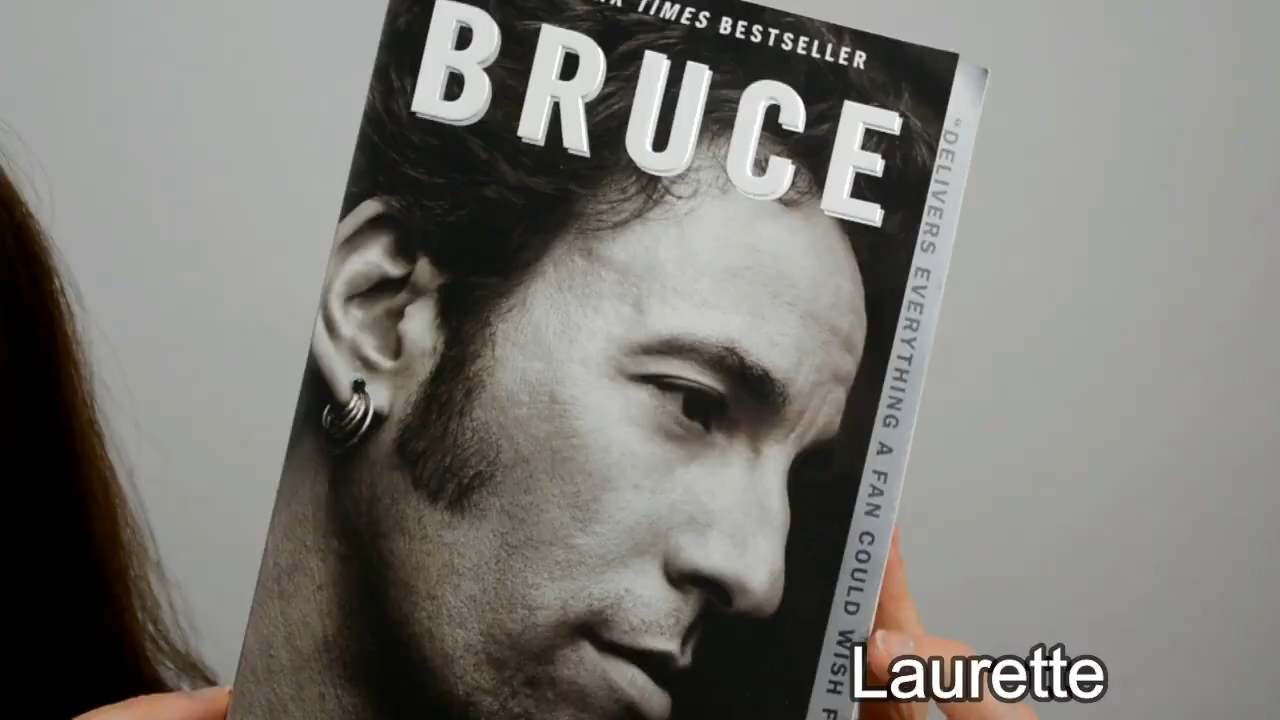 TIMES BESTSELLER
BRUCE
"DELIVERS EVERYTHING A FAN COULD WISH
Laurette